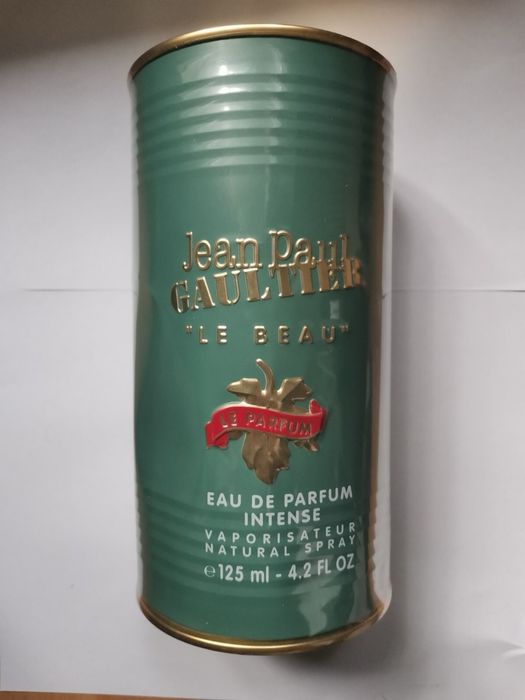 Jean Paul
GAULTIER
"LE BEAU"
LE PARFUM
EAU DE PARFUM
INTENSE
VAPORISATEUR
NATURAL SPRAY
℮125 ml - 4.2 FL OZ